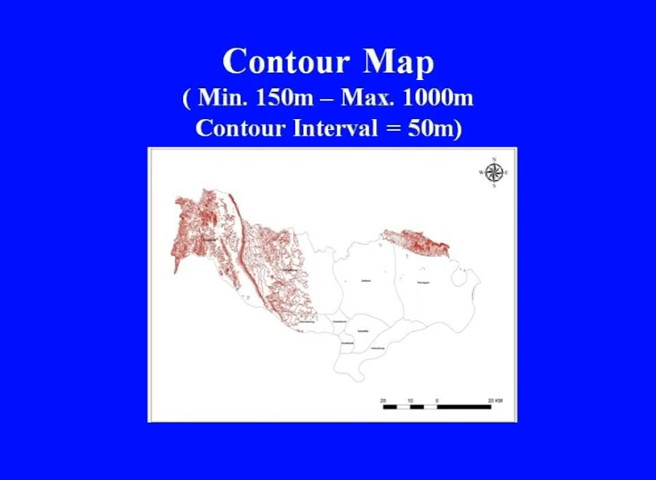 Contour Map
( Min. 150m – Max. 1000m
Contour Interval = 50m)
N
W E
S
20 10 0 20 KM